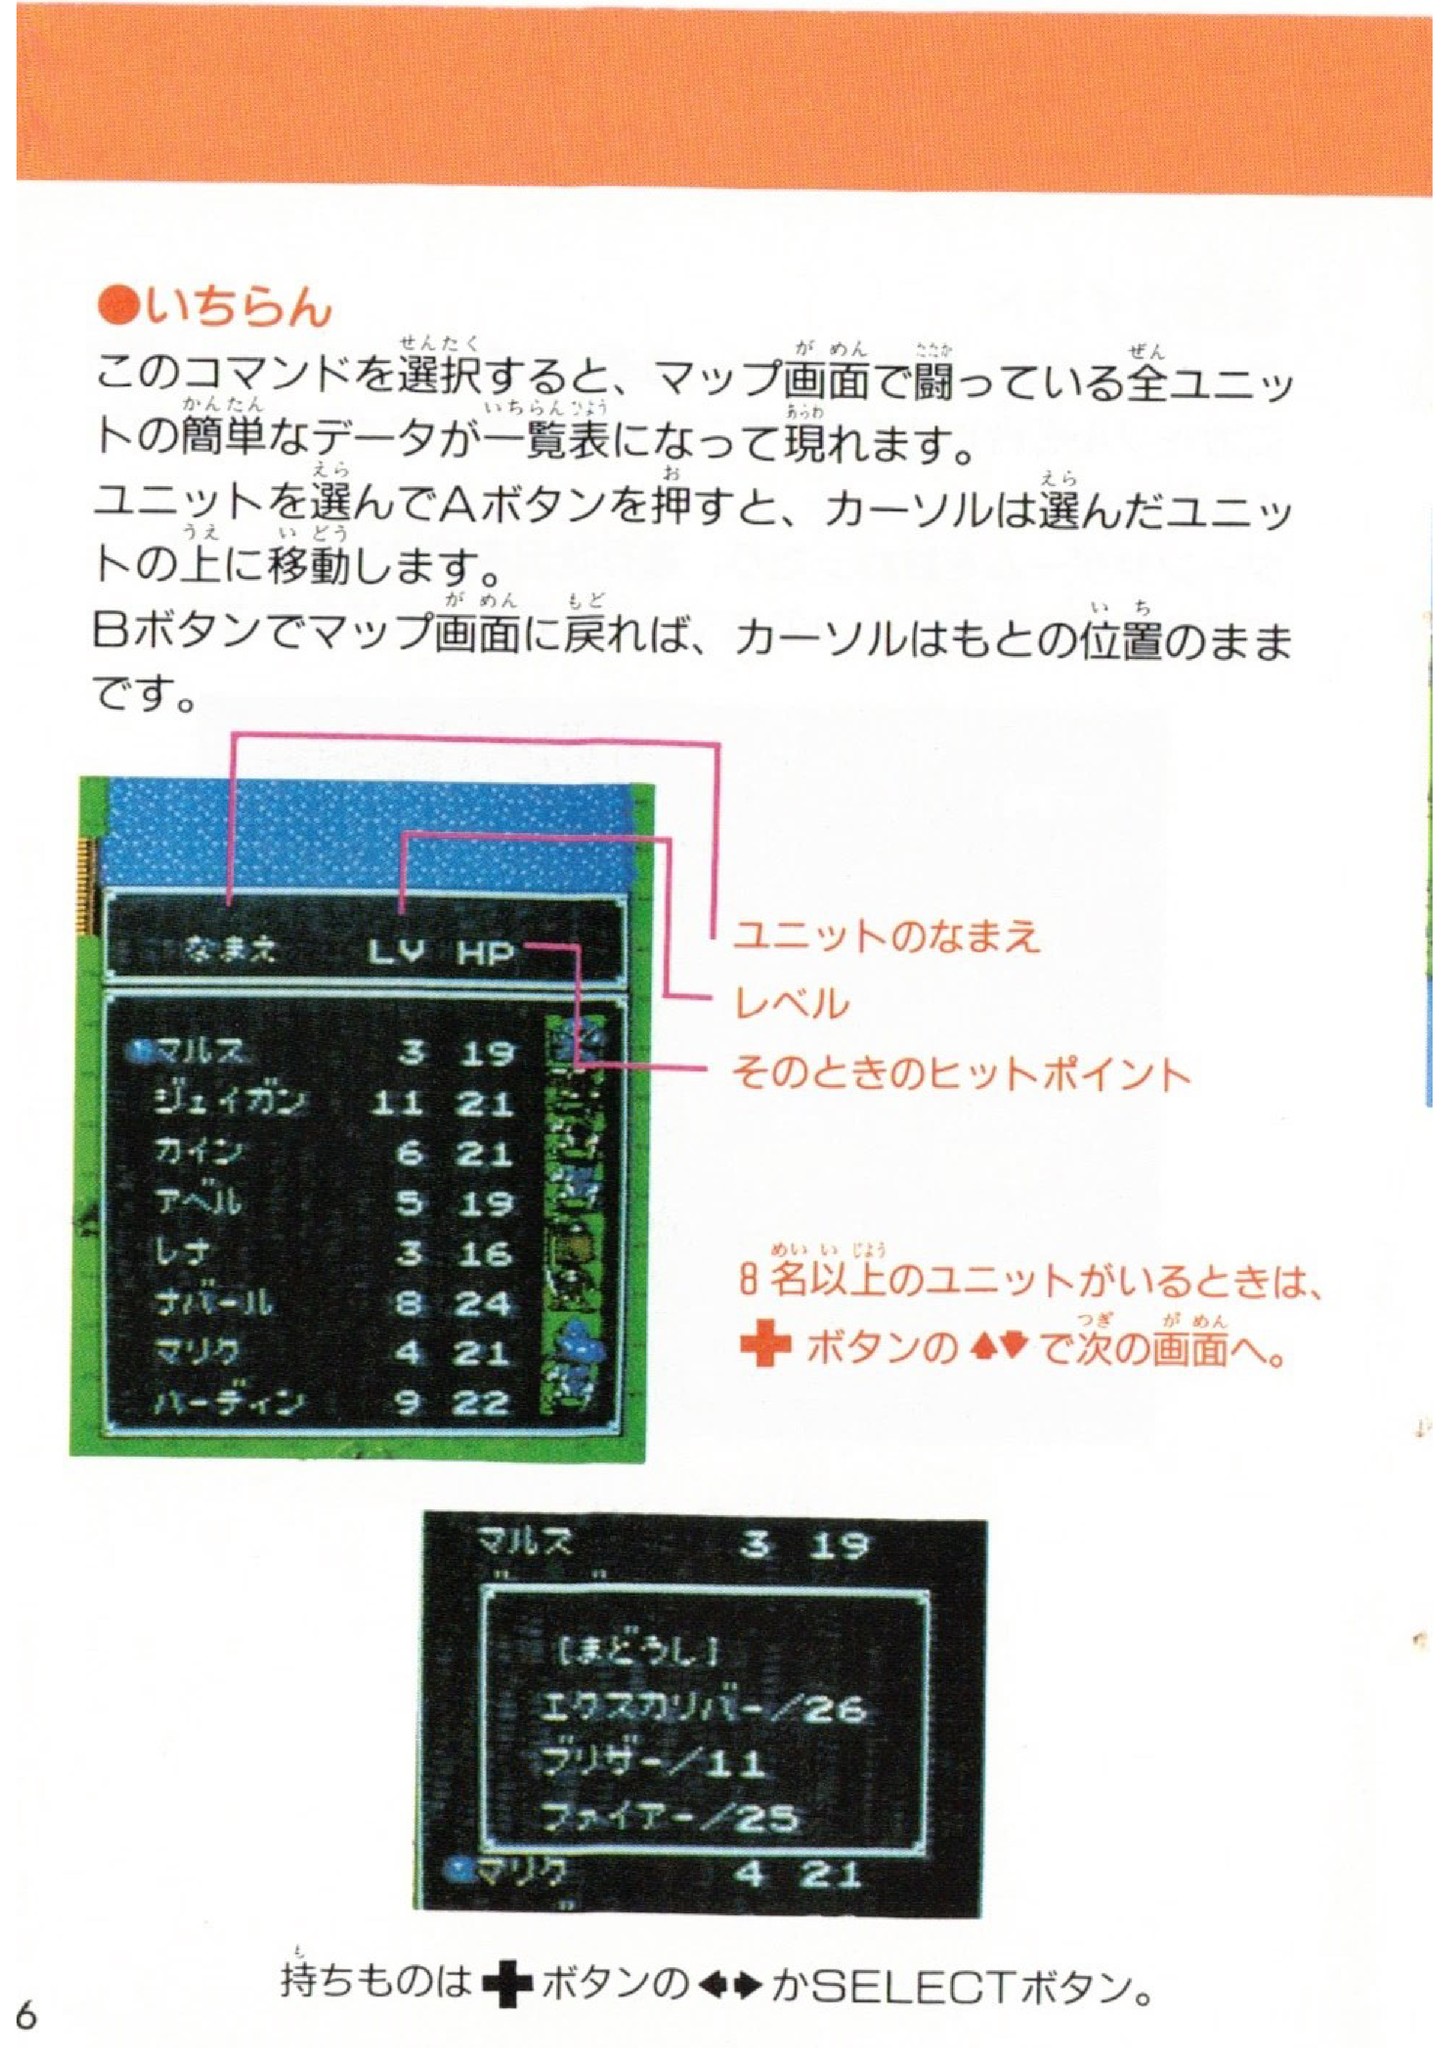 ●いちらん
このコマンドを選択すると、マップ画面で闘っている全ユニッ
トの簡単なデータが一覧表になって現れます。
ユニットを選んでAボタンを押すと、カーソルは選んだユニッ
トの上に移動します。
Bボタンでマップ画面に戻れば、カーソルはもとの位置のまま
です。
なまえ LV HP
マルス 3 19
ジェイガン 11 21
カイン 6 21
アベル 5 19
レナ 3 16
ナバール 8 24
マリク 4 21
ハーディン 9 22
ユニットのなまえ
レベル
そのときのヒットポイント
8名以上のユニットがいるときは、
✚ボタンの▲▼で次の画面へ。
マルス 3 19
[まどうし]
エクスカリバー/26
ブリザー/11
ファイアー/25
マリク 4 21
持ちものは✚ボタンの◀▶かSELECTボタン。
6